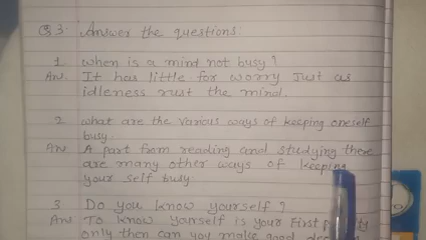 Q3. Answer the questions:
1. When is a mind not busy?
Ans. It has little for worry Just as
idleness rust the mind.
2. What are the various ways of keeping oneself
busy.
Ans A part from reading and studying there
are many other ways of keeping
your self busy
3. Do you know yourself?
Ans To know yourself is your First
only then can you make good